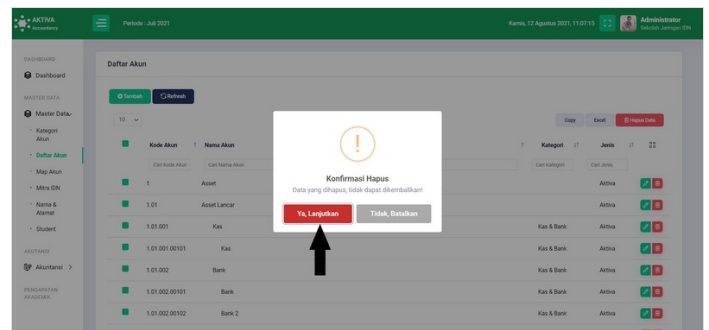 AKTIVA
Accountancy
Periode : Juli 2021
Kamis, 12 Agustus 2021, 11:07:15
Administrator
Sekolah Jaringan IDN
DASHBOARD
Dashboard
MASTER DATA
Master Data
Kategori
Akun
Daftar Akun
Map Akun
Mitra IDN
Nama &
Alamat
Student
AKUTANSI
Akuntansi >
PENDAPATAN
AKADEMIK
Daftar Akun
Tambah Refresh
10 Copy Excel Hapus Data
Kode Akun Nama Akun Kategori Jenis
Cari Kode Akun Cari Nama Akun Cari Kategori Cari Jenis
1 Asset Aktiva
1.01 Asset Lancar Aktiva
1.01.001 Kas Kas & Bank Aktiva
1.01.001.00101 Kas Kas & Bank Aktiva
1.01.002 Bank Kas & Bank Aktiva
1.01.002.00101 Bank Kas & Bank Aktiva
1.01.002.00102 Bank 2 Kas & Bank Aktiva
!
Konfirmasi Hapus
Data yang dihapus, tidak dapat dikembalikan!
Ya, Lanjutkan Tidak, Batalkan